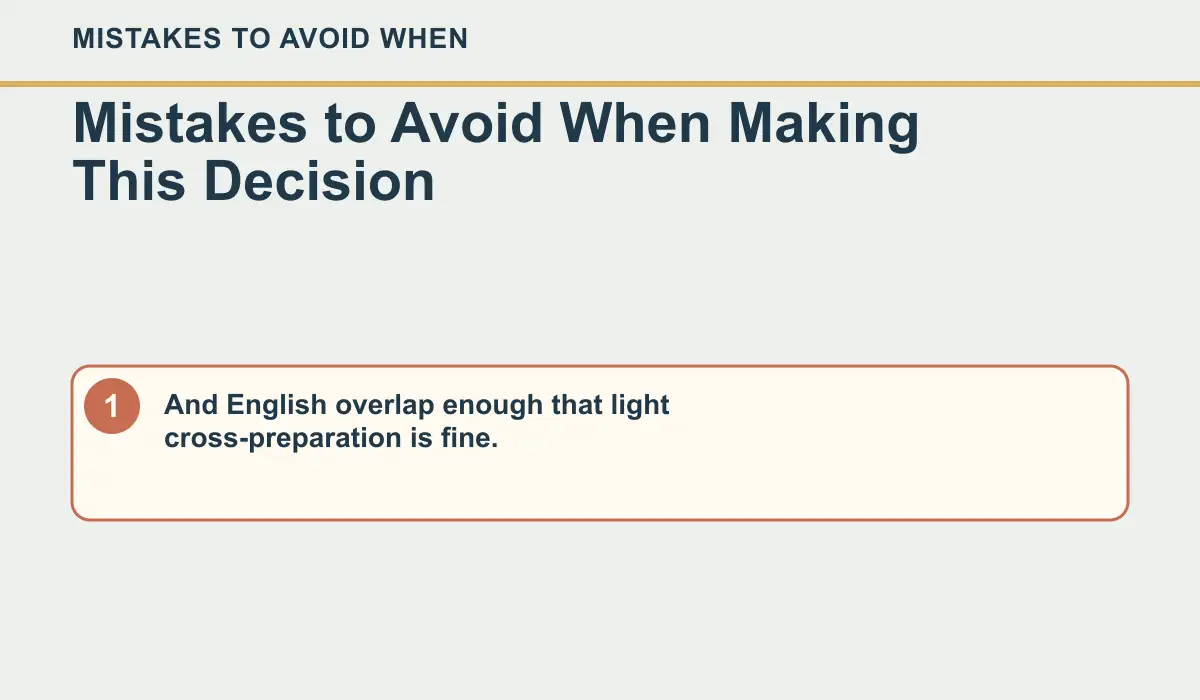 MISTAKES TO AVOID WHEN
Mistakes to Avoid When Making
This Decision
1
And English overlap enough that light
cross-preparation is fine.